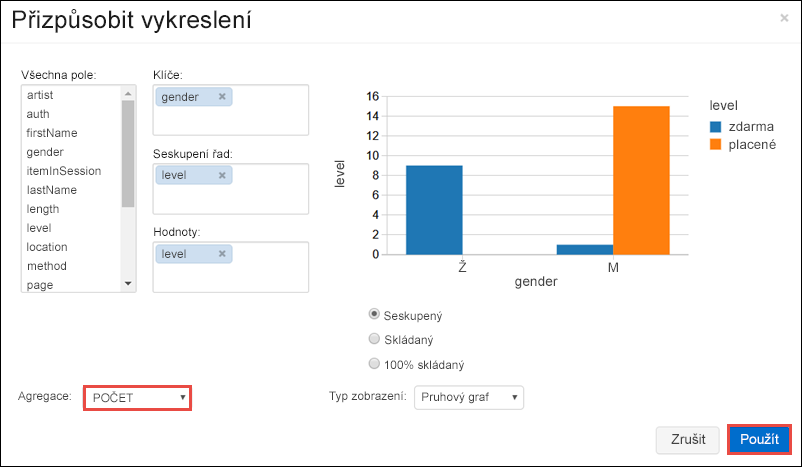 Přizpůsobit vykreslení
×
Všechna pole:
artist
auth
firstName
gender
itemInSession
lastName
length
level
location
method
page
Klíče:
gender ×
Seskupení řad:
level ×
Hodnoty:
level ×
level
16
14
12
10
8
6
4
2
0
Ž M
gender
level
zdarma
placené
Seskupený
Skládaný
100% skládaný
Agregace: POČET
Typ zobrazení: Pruhový graf
Zrušit Použít